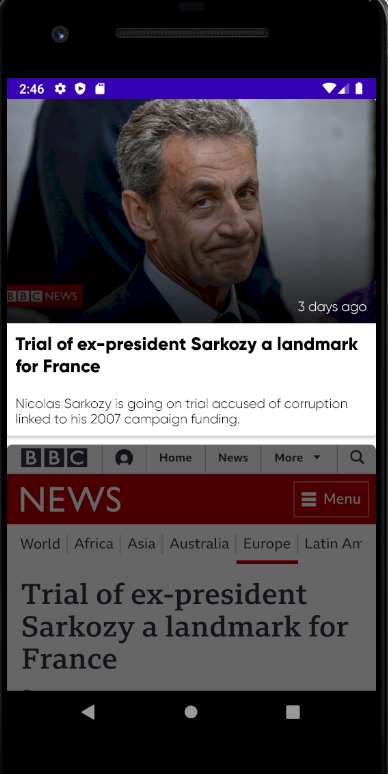 2:46
BBC NEWS
3 days ago
Trial of ex-president Sarkozy a landmark
for France
Nicolas Sarkozy is going on trial accused of corruption
linked to his 2007 campaign funding.
BBC Home News More
NEWS Menu
World Africa Asia Australia Europe Latin Am
Trial of ex-president
Sarkozy a landmark for
France